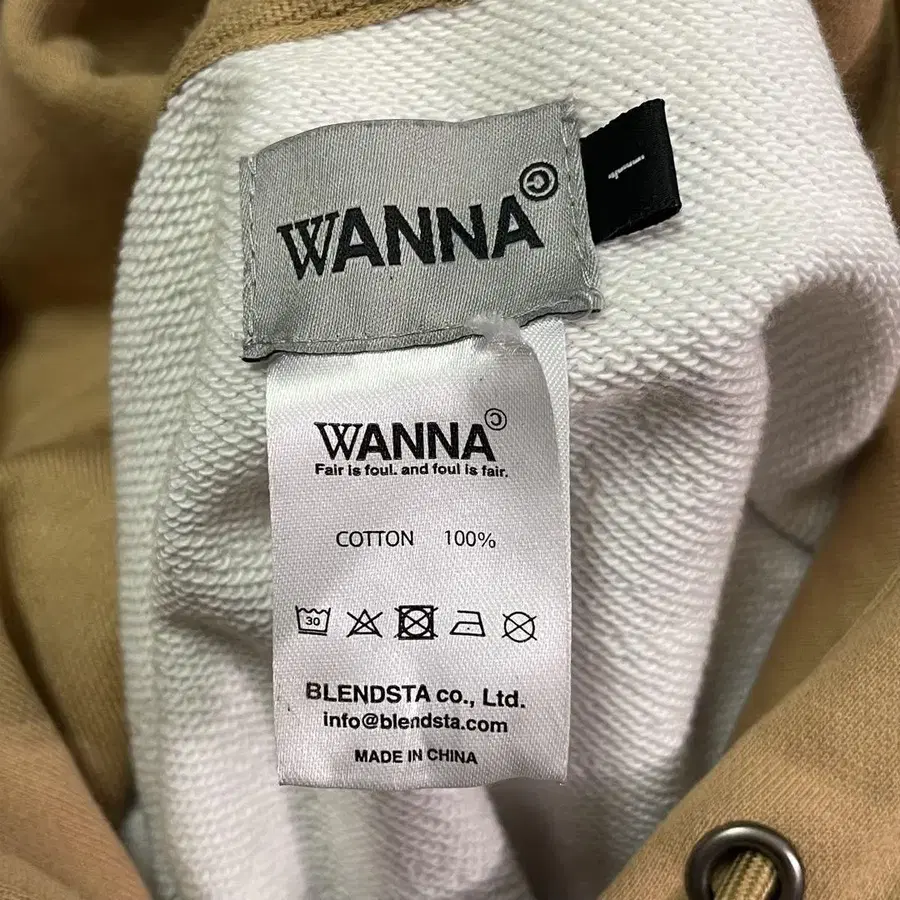 WANNA©
1
WANNA©
Fair is foul. and foul is fair.
COTTON 100%
30
BLENDSTA co., Ltd.
info@blendsta.com
MADE IN CHINA